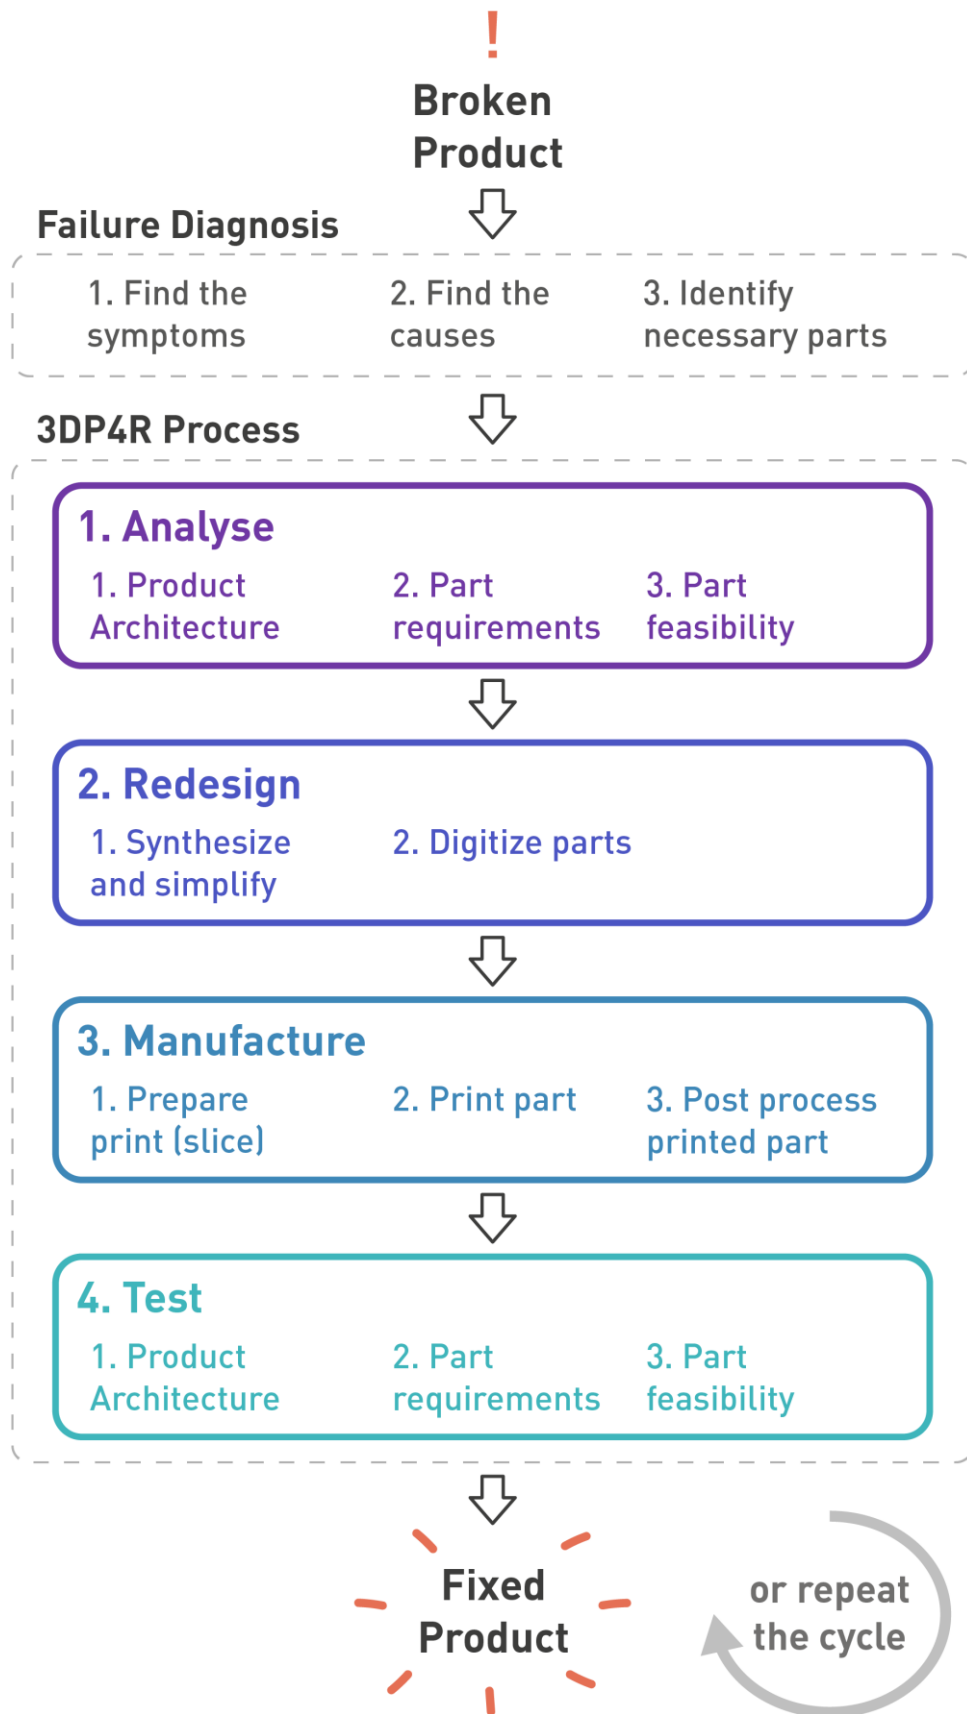 !
Broken
Product
Failure Diagnosis
1. Find the
symptoms
2. Find the
causes
3. Identify
necessary parts
3DP4R Process
1. Analyse
1. Product
Architecture
2. Part
requirements
3. Part
feasibility
2. Redesign
1. Synthesize
and simplify
2. Digitize parts
3. Manufacture
1. Prepare
print (slice)
2. Print part
3. Post process
printed part
4. Test
1. Product
Architecture
2. Part
requirements
3. Part
feasibility
Fixed
Product
or repeat
the cycle